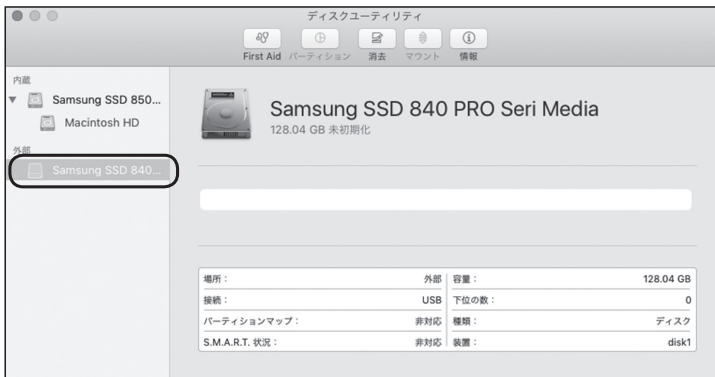 ディスクユーティリティ
First Aid パーティション 消去 マウント 情報
内蔵
Samsung SSD 850...
Macintosh HD
外部
Samsung SSD 840...
Samsung SSD 840 PRO Seri Media
128.04 GB 未初期化
場所： 外部 容量： 128.04 GB
接続： USB 下位の数： 0
パーティションマップ： 非対応 種類： ディスク
S.M.A.R.T. 状況： 非対応 装置： disk1